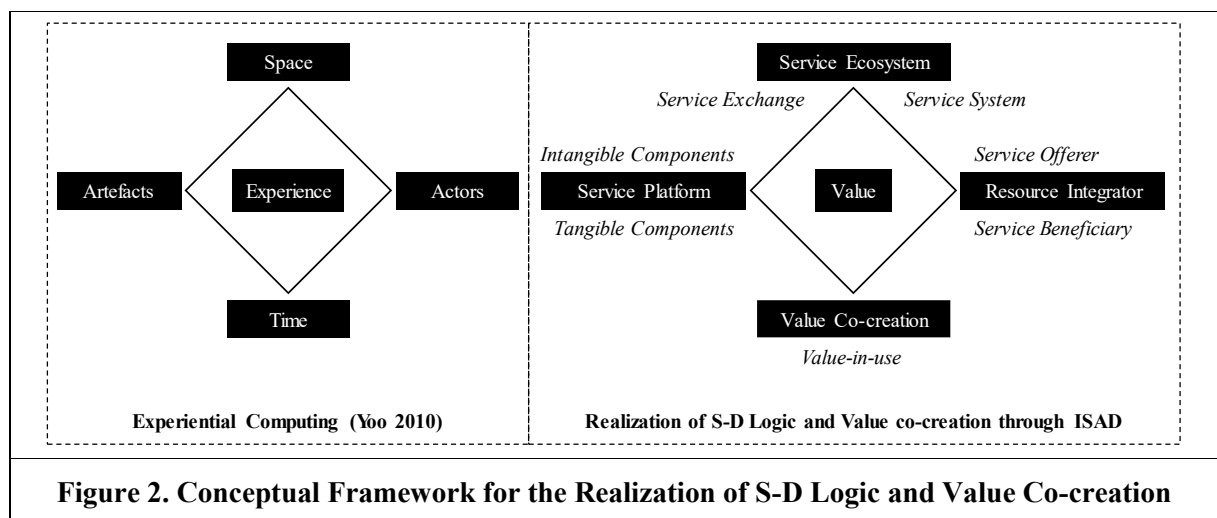 Space
Artefacts
Experience
Actors
Time
Experiential Computing (Yoo 2010)
Service Ecosystem
Service Exchange
Service System
Intangible Components
Service Offerer
Service Platform
Value
Resource Integrator
Tangible Components
Service Beneficiary
Value Co-creation
Value-in-use
Realization of S-D Logic and Value co-creation through ISAD
Figure 2. Conceptual Framework for the Realization of S-D Logic and Value Co-creation